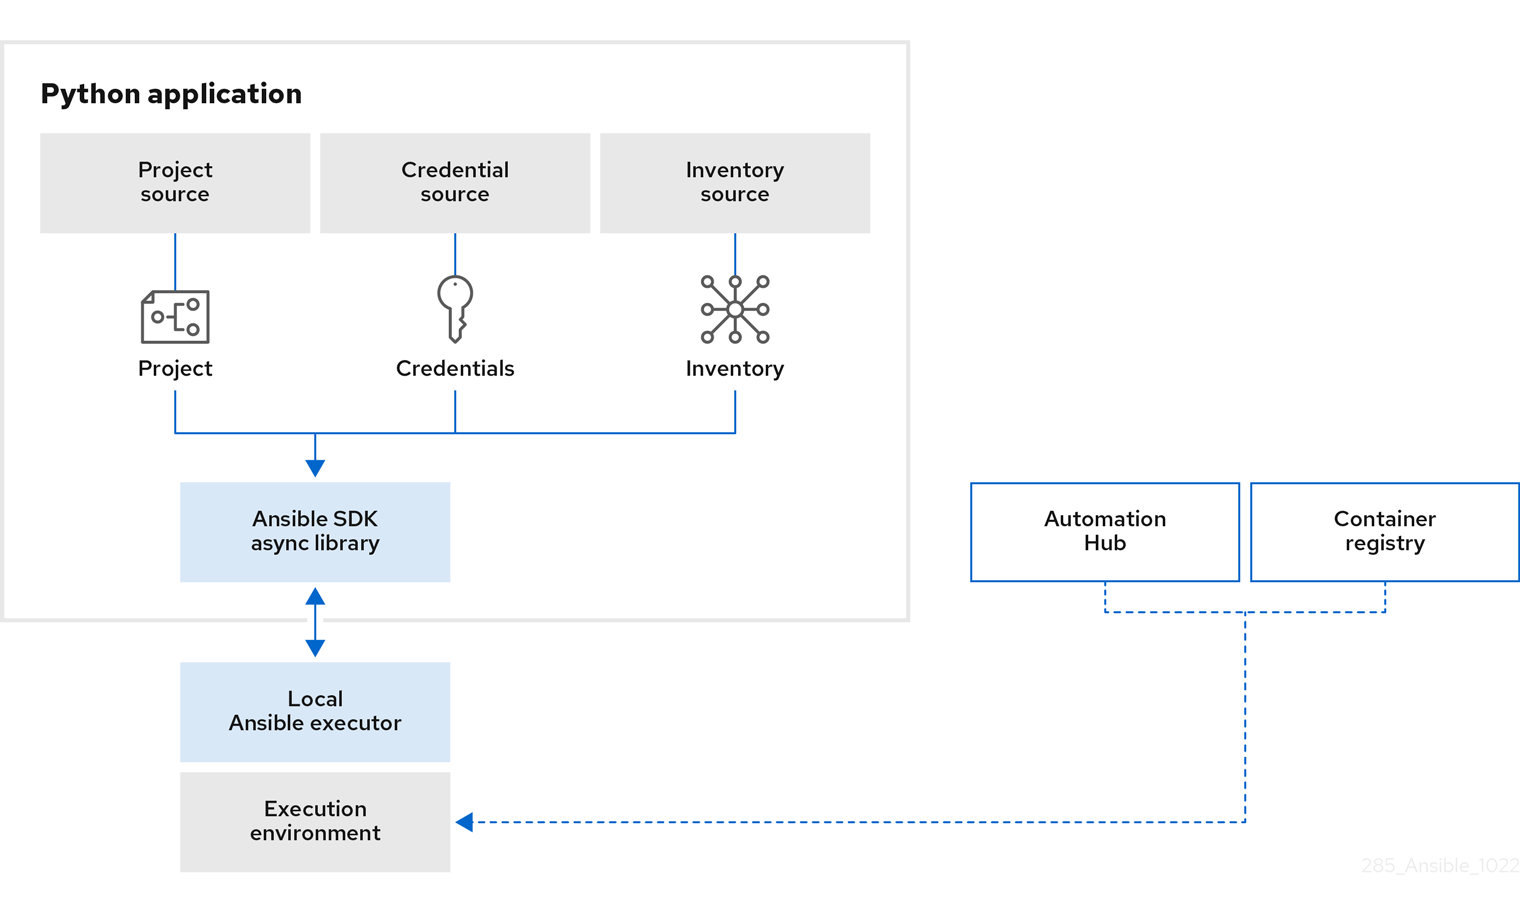 Python application
Project
source
Credential
source
Inventory
source
Project
Credentials
Inventory
Ansible SDK
async library
Automation
Hub
Container
registry
Local
Ansible executor
Execution
environment
285_Ansible_1022